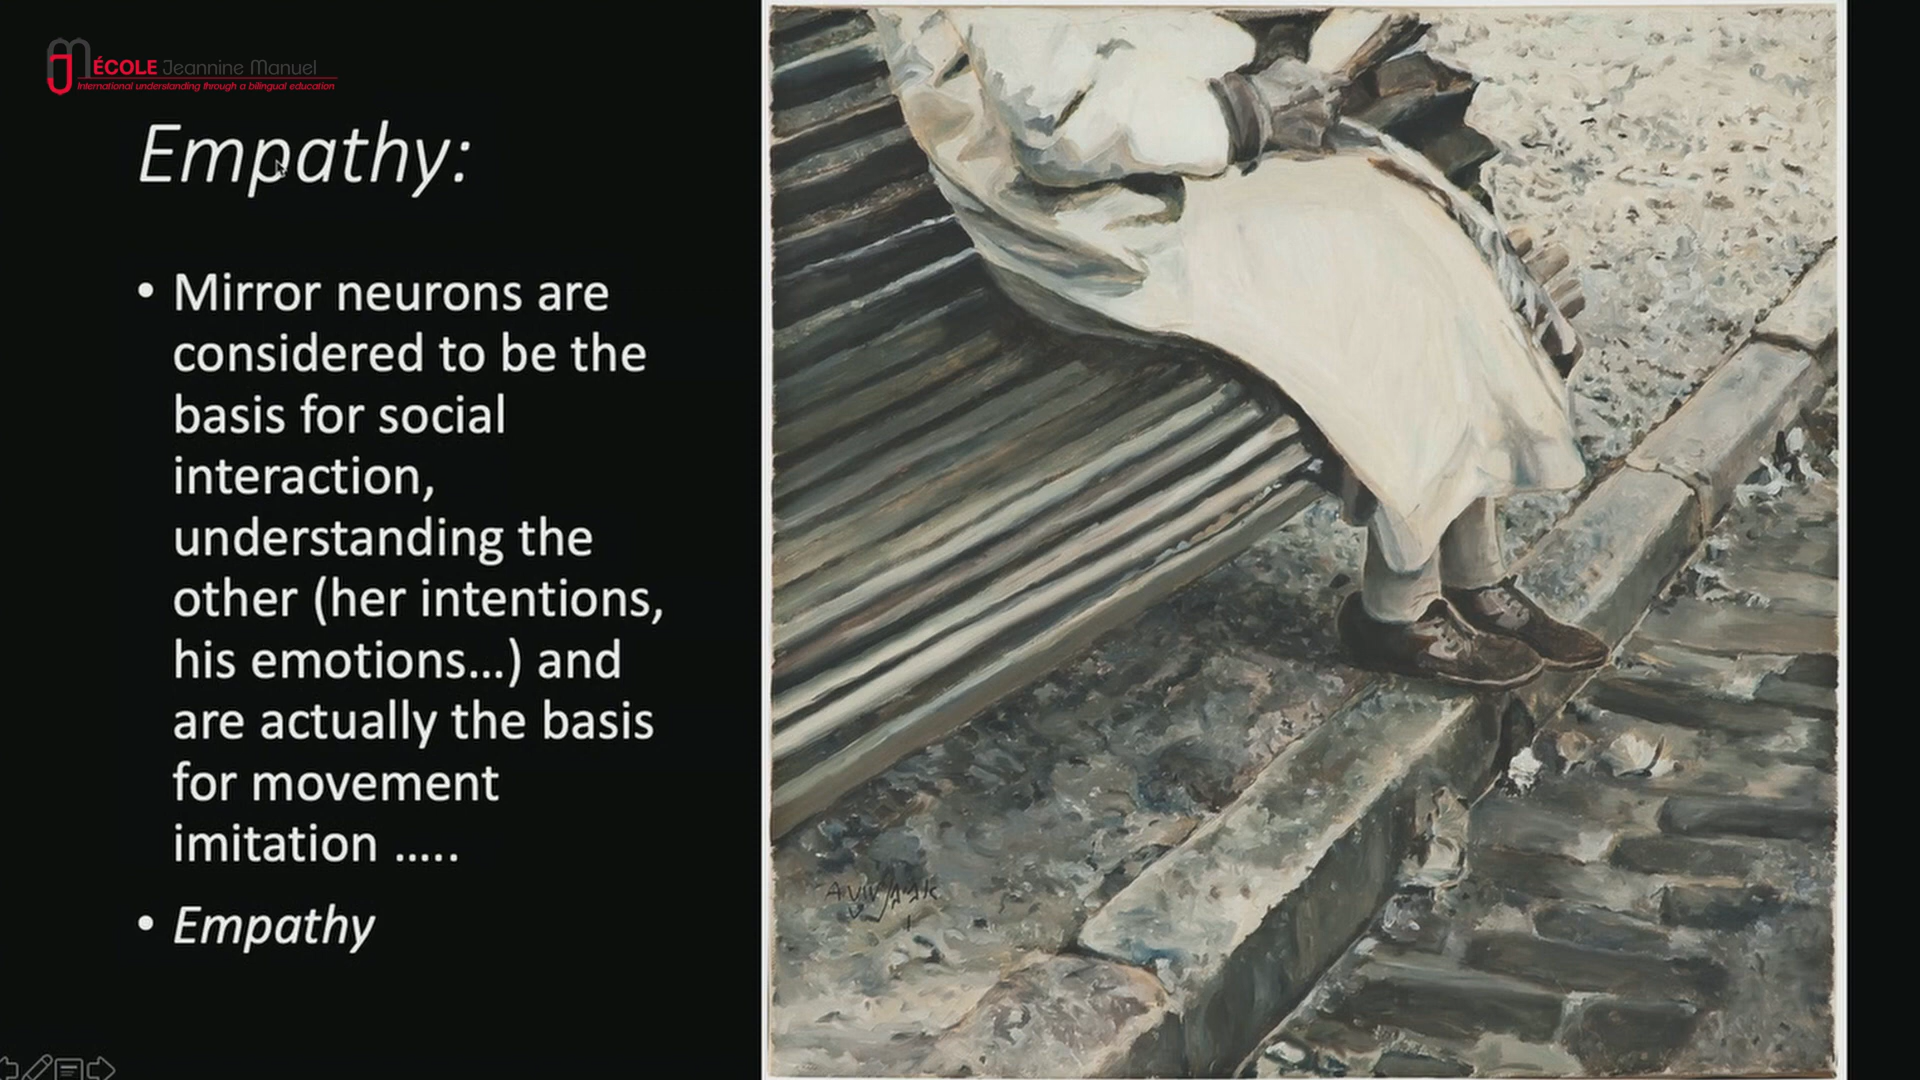 ÉCOLE Jeannine Manuel
International understanding through a bilingual education
Empathy:
• Mirror neurons are
considered to be the
basis for social
interaction,
understanding the
other (her intentions,
his emotions...) and
are actually the basis
for movement
imitation .....
• Empathy